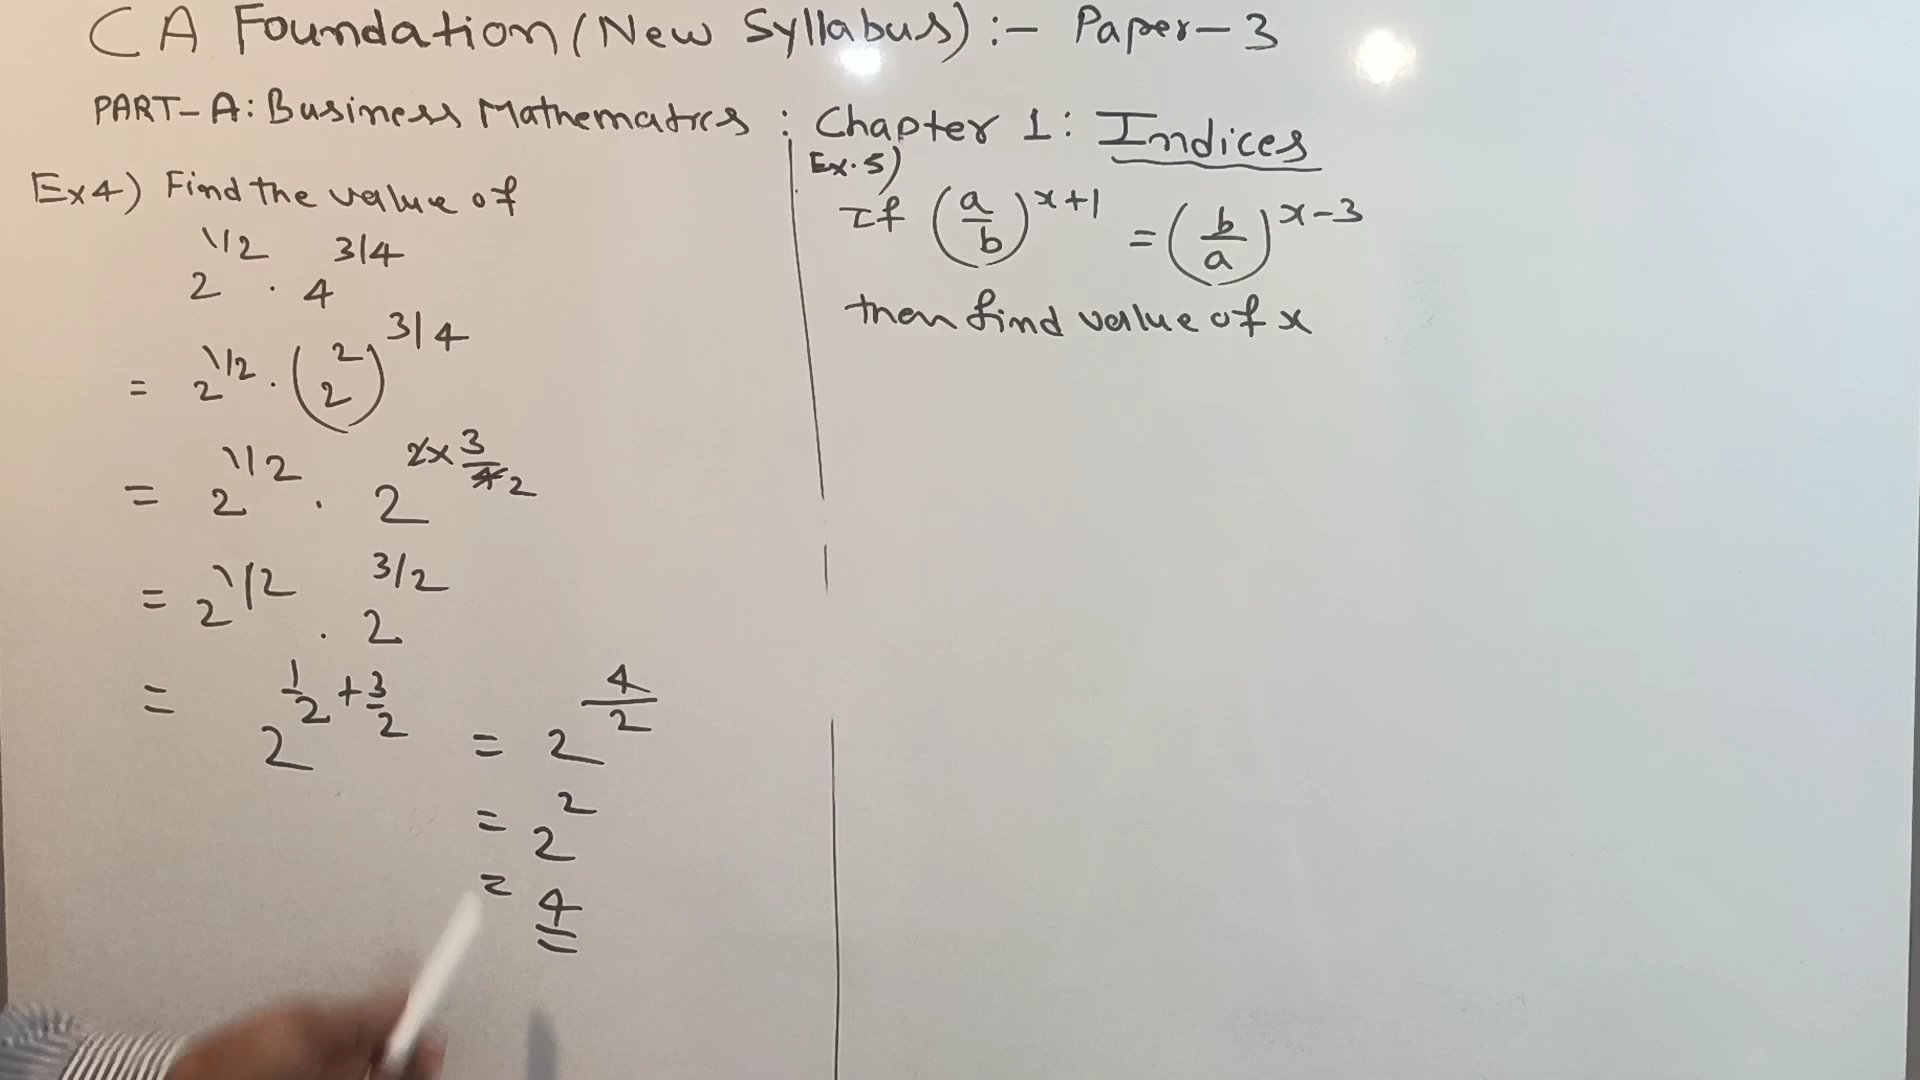 CA Foundation (New Syllabus) :- Paper-3
PART-A: Business Mathematics : Chapter 1: Indices
Ex4) Find the value of
2^1/2 . 4^3/4
= 2^1/2 . (2^2)^3/4
= 2^1/2 . 2^2×3/4 2
= 2^1/2 . 2^3/2
= 2^1/2+3/2 = 2^4/2
= 2^2
= 4
Ex.5)
If (a/b)^x+1 = (b/a)^x-3
then find value of x